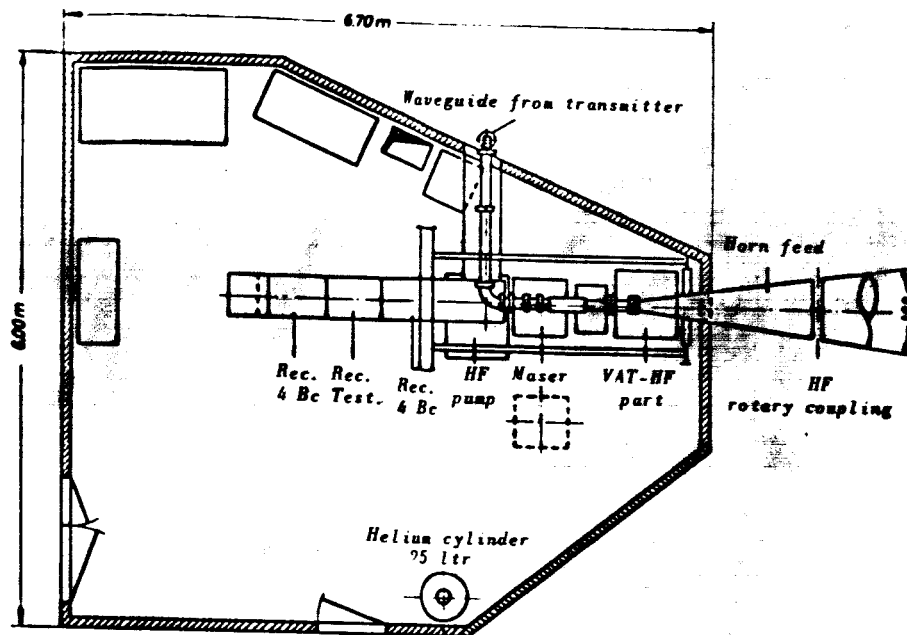 6.70m
Waveguide from transmitter
6.00m
Horn feed
Rec.
4 Bc
Rec.
Test.
Rec.
4 Bc
HF
pump
Maser
VAT-HF
part
HF
rotary coupling
Helium cylinder
25 ltr